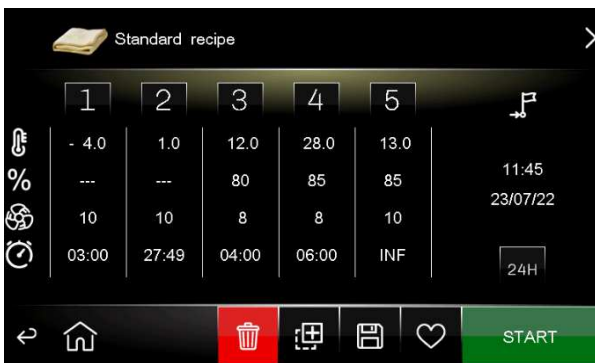 Standard recipe
1 2 3 4 5
- 4.0 1.0 12.0 28.0 13.0
% --- --- 80 85 85
10 10 8 8 10
03:00 27:49 04:00 06:00 INF
11:45
23/07/22
24H
START